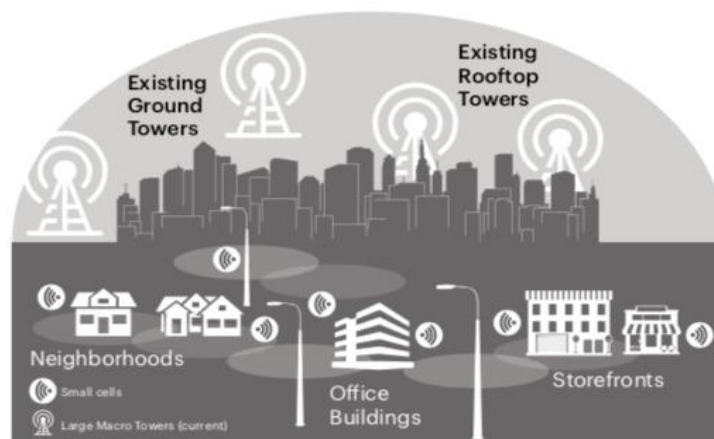 Existing
Ground
Towers
Existing
Rooftop
Towers
Neighborhoods
Small cells
Large Macro Towers (current)
Office
Buildings
Storefronts